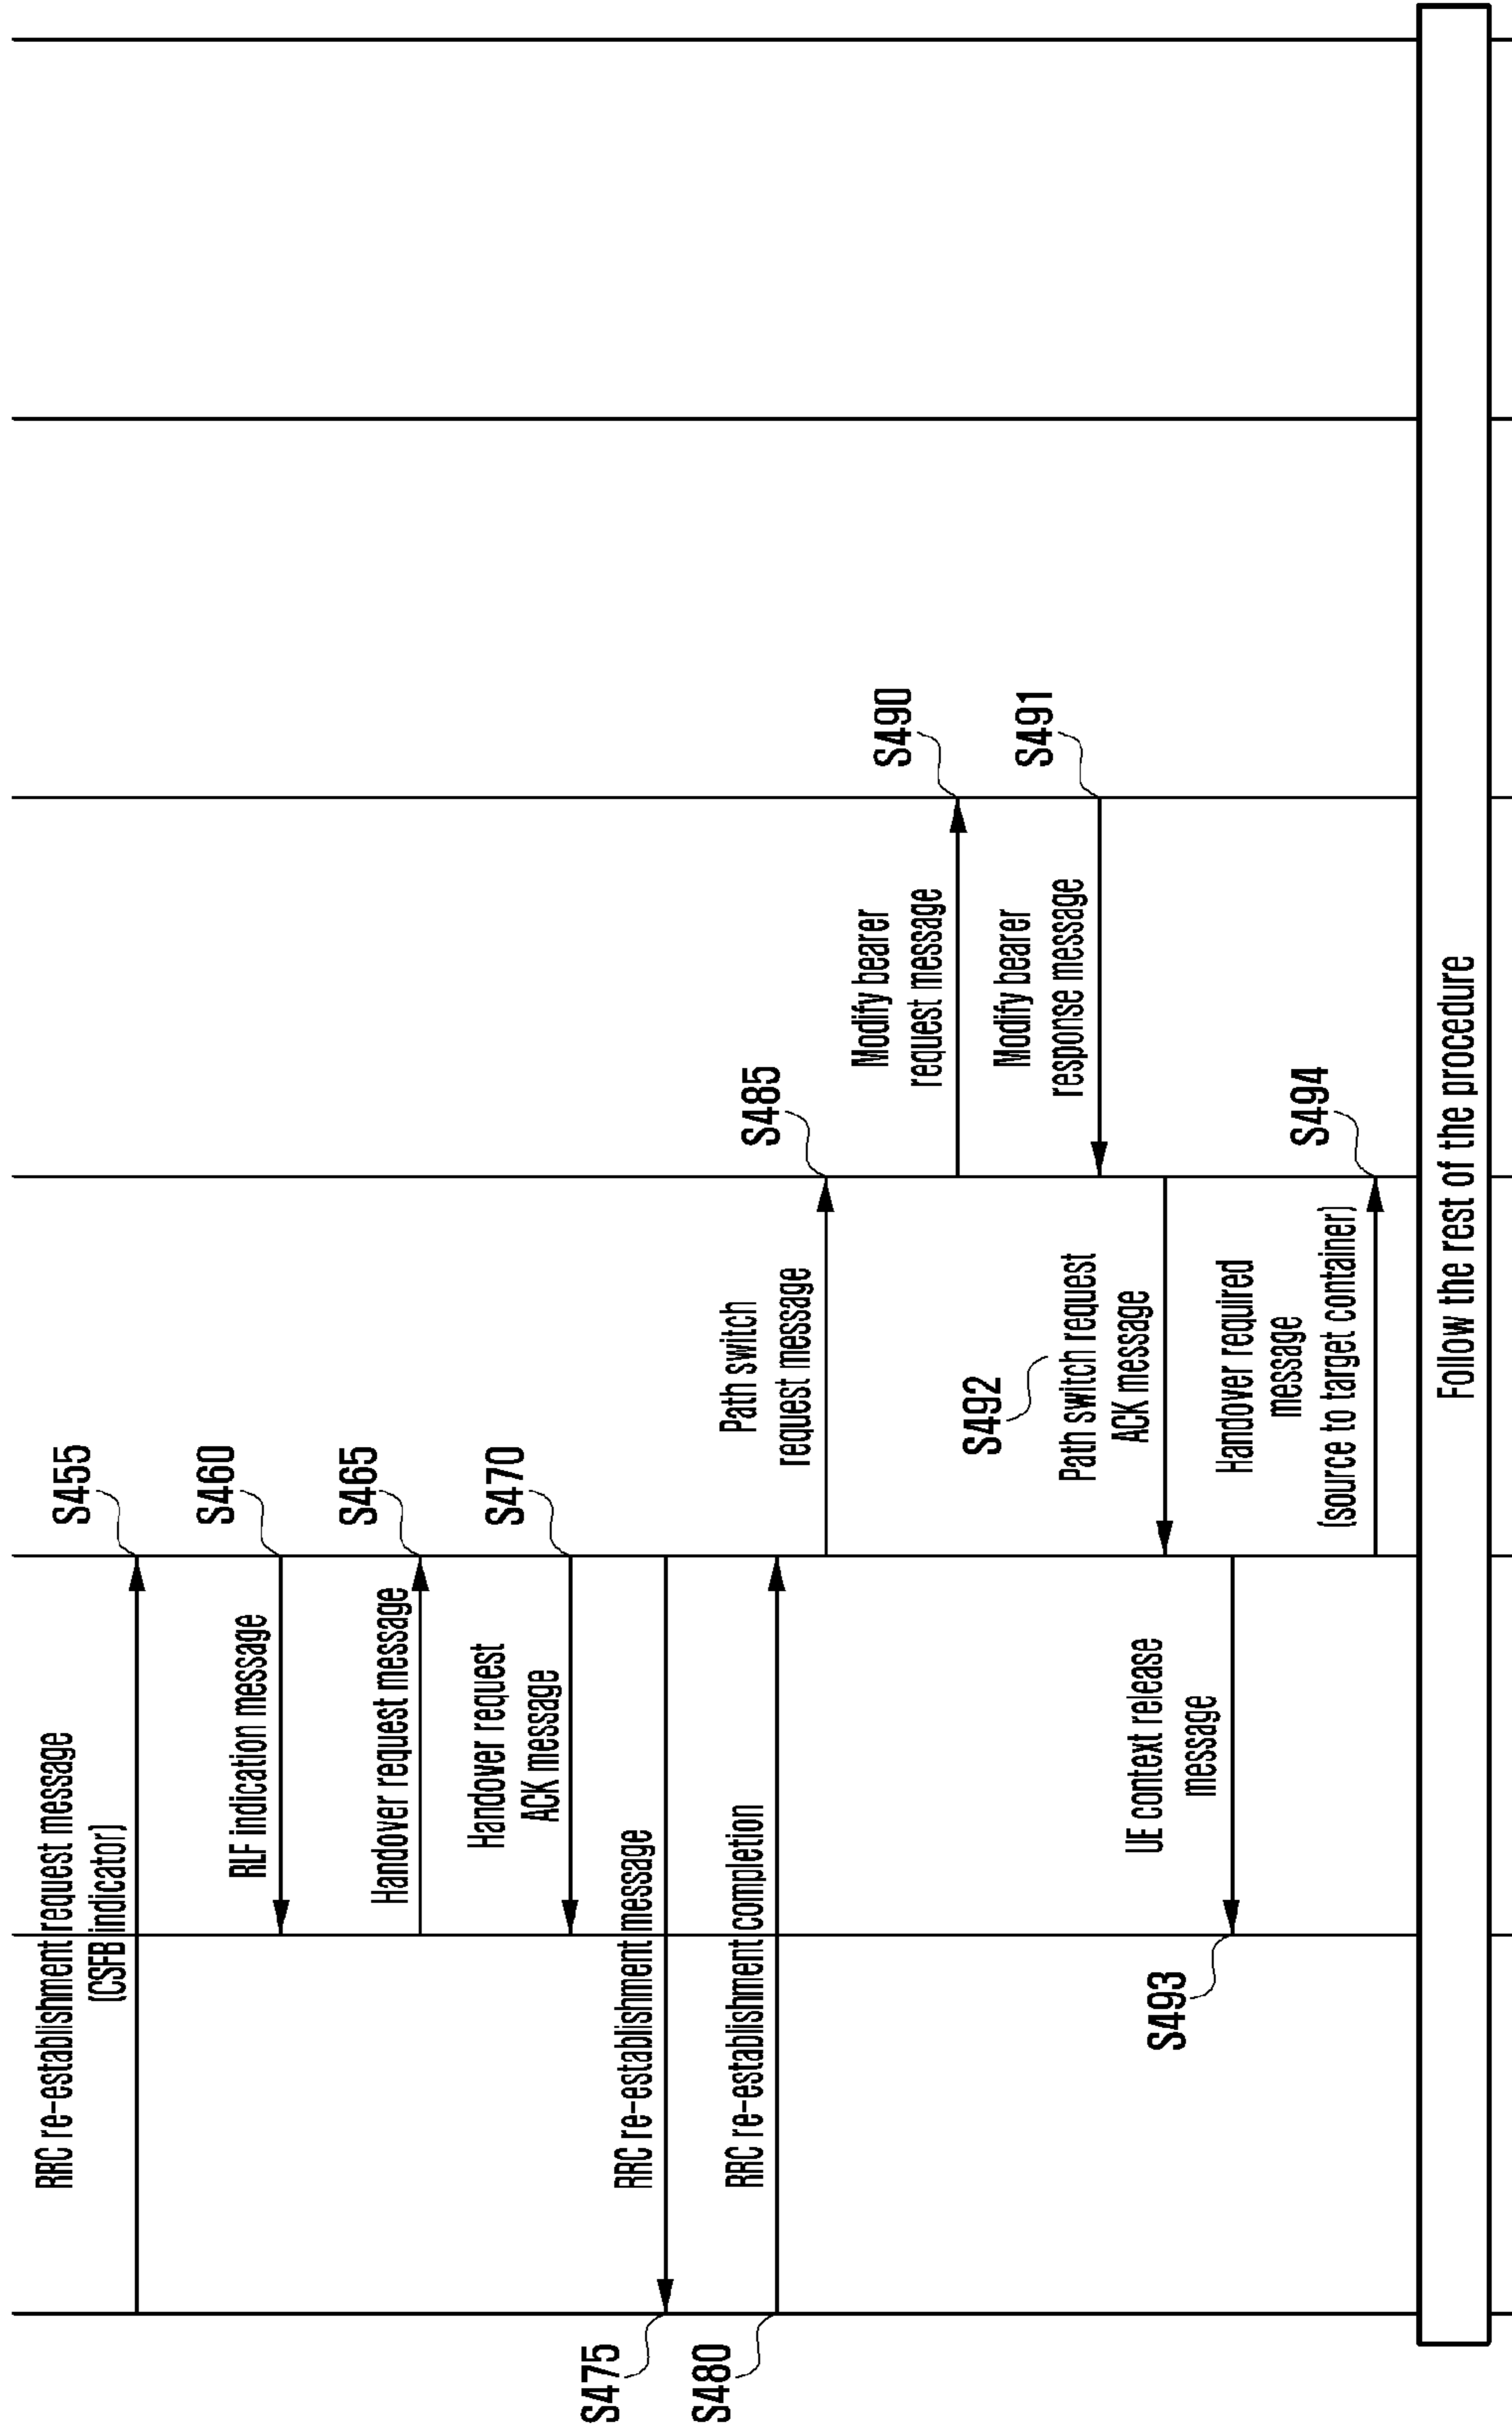 RRC re-establishment request message
(CSFB indicator)
S455
RLF indication message
S460
Handover request message
S465
Handover request
ACK message
S470
RRC re-establishment message
S475
RRC re-establishment completion
S480
Path switch
request message
S485
Modify bearer
request message
S490
Modify bearer
response message
S491
S492
Path switch request
ACK message
UE context release
message
S493
Handover required
message
(source to target container)
S494
Follow the rest of the procedure